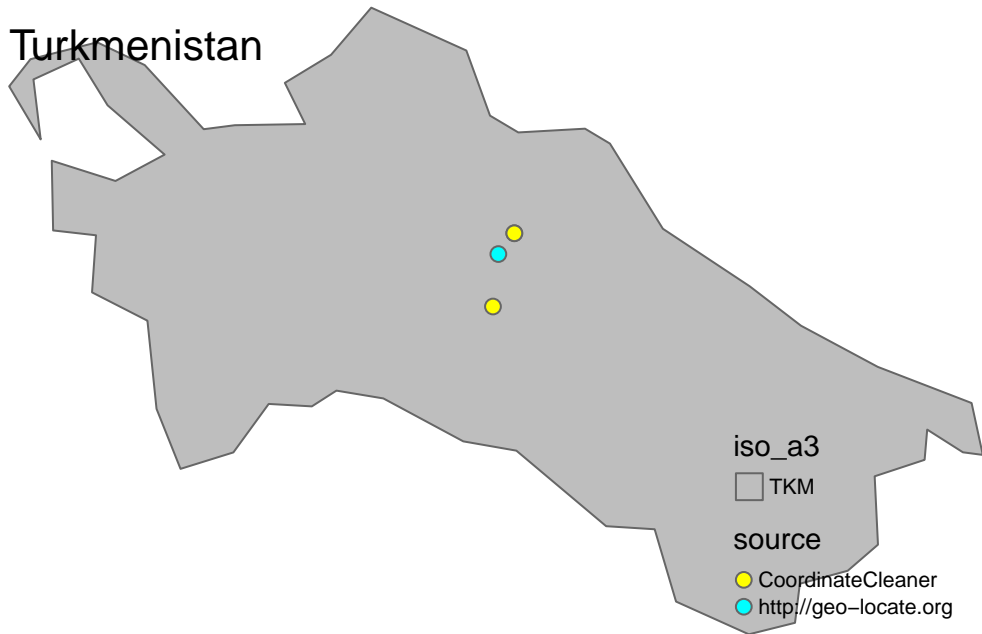 Turkmenistan
iso_a3
TKM
source
CoordinateCleaner
http://geo−locate.org